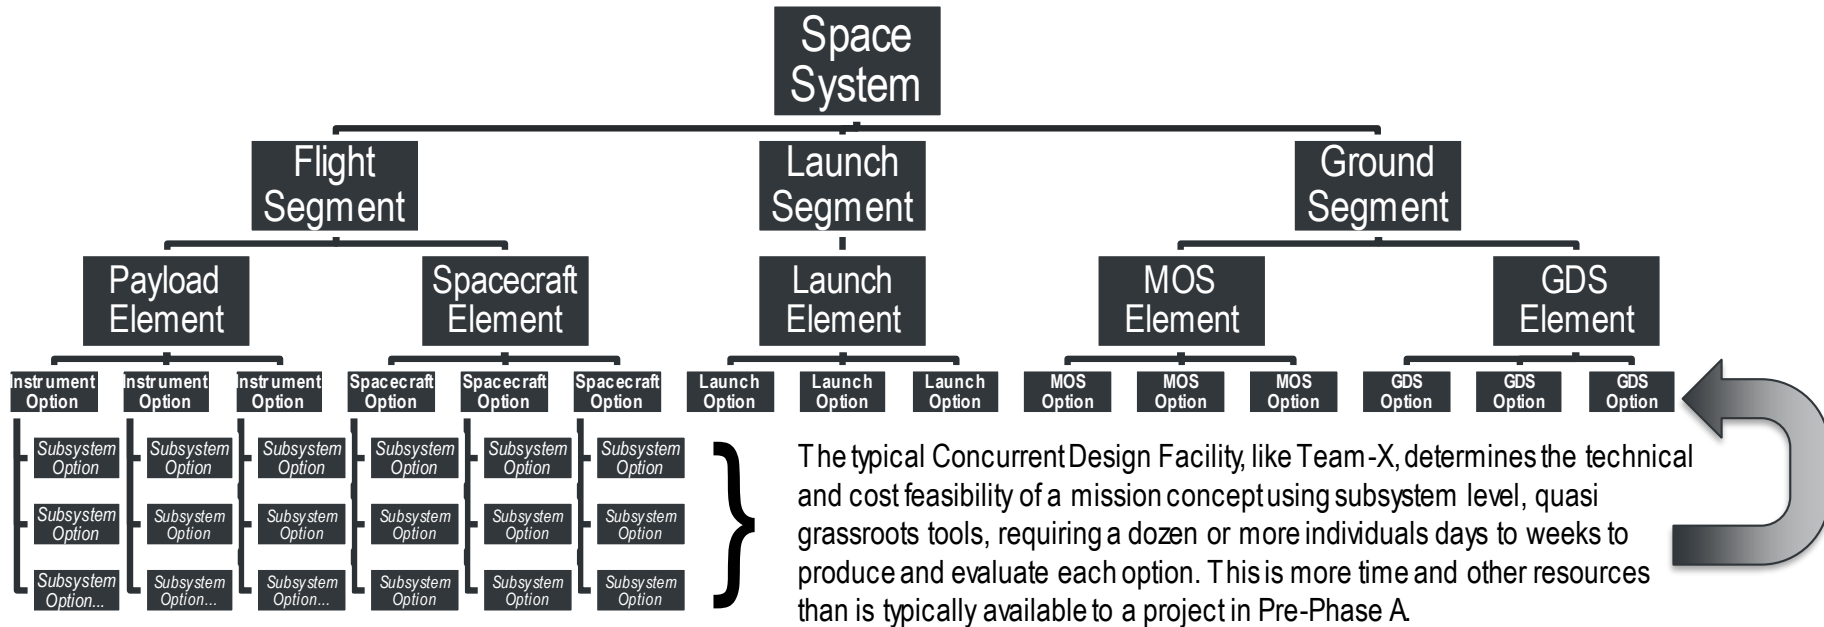 Space
System
Flight
Segment
Launch
Segment
Ground
Segment
Payload
Element
Spacecraft
Element
Launch
Element
MOS
Element
GDS
Element
Instrument
Option
Instrument
Option
Instrument
Option
Spacecraft
Option
Spacecraft
Option
Spacecraft
Option
Launch
Option
Launch
Option
Launch
Option
MOS
Option
MOS
Option
MOS
Option
GDS
Option
GDS
Option
GDS
Option
Subsystem
Option
Subsystem
Option
Subsystem
Option
Subsystem
Option
Subsystem
Option
Subsystem
Option
Subsystem
Option
Subsystem
Option
Subsystem
Option
Subsystem
Option
Subsystem
Option
Subsystem
Option
Subsystem
Option...
Subsystem
Option...
Subsystem
Option...
Subsystem
Option
Subsystem
Option
Subsystem
Option
}
The typical Concurrent Design Facility, like Team-X, determines the technical
and cost feasibility of a mission concept using subsystem level, quasi
grassroots tools, requiring a dozen or more individuals days to weeks to
produce and evaluate each option. This is more time and other resources
than is typically available to a project in Pre-Phase A.